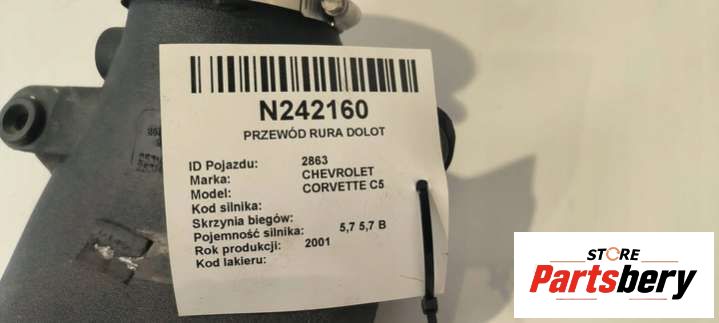 N242160
PRZEWÓD RURA DOLOT
ID Pojazdu: 2863
Marka: CHEVROLET
Model: CORVETTE C5
Kod silnika:
Skrzynia biegów:
Pojemność silnika: 5,7 5,7 B
Rok produkcji: 2001
Kod lakieru:
STORE
Partsbery